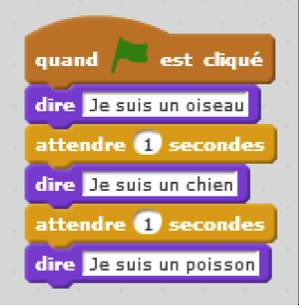 quand est cliqué
dire Je suis un oiseau
attendre 1 secondes
dire Je suis un chien
attendre 1 secondes
dire Je suis un poisson